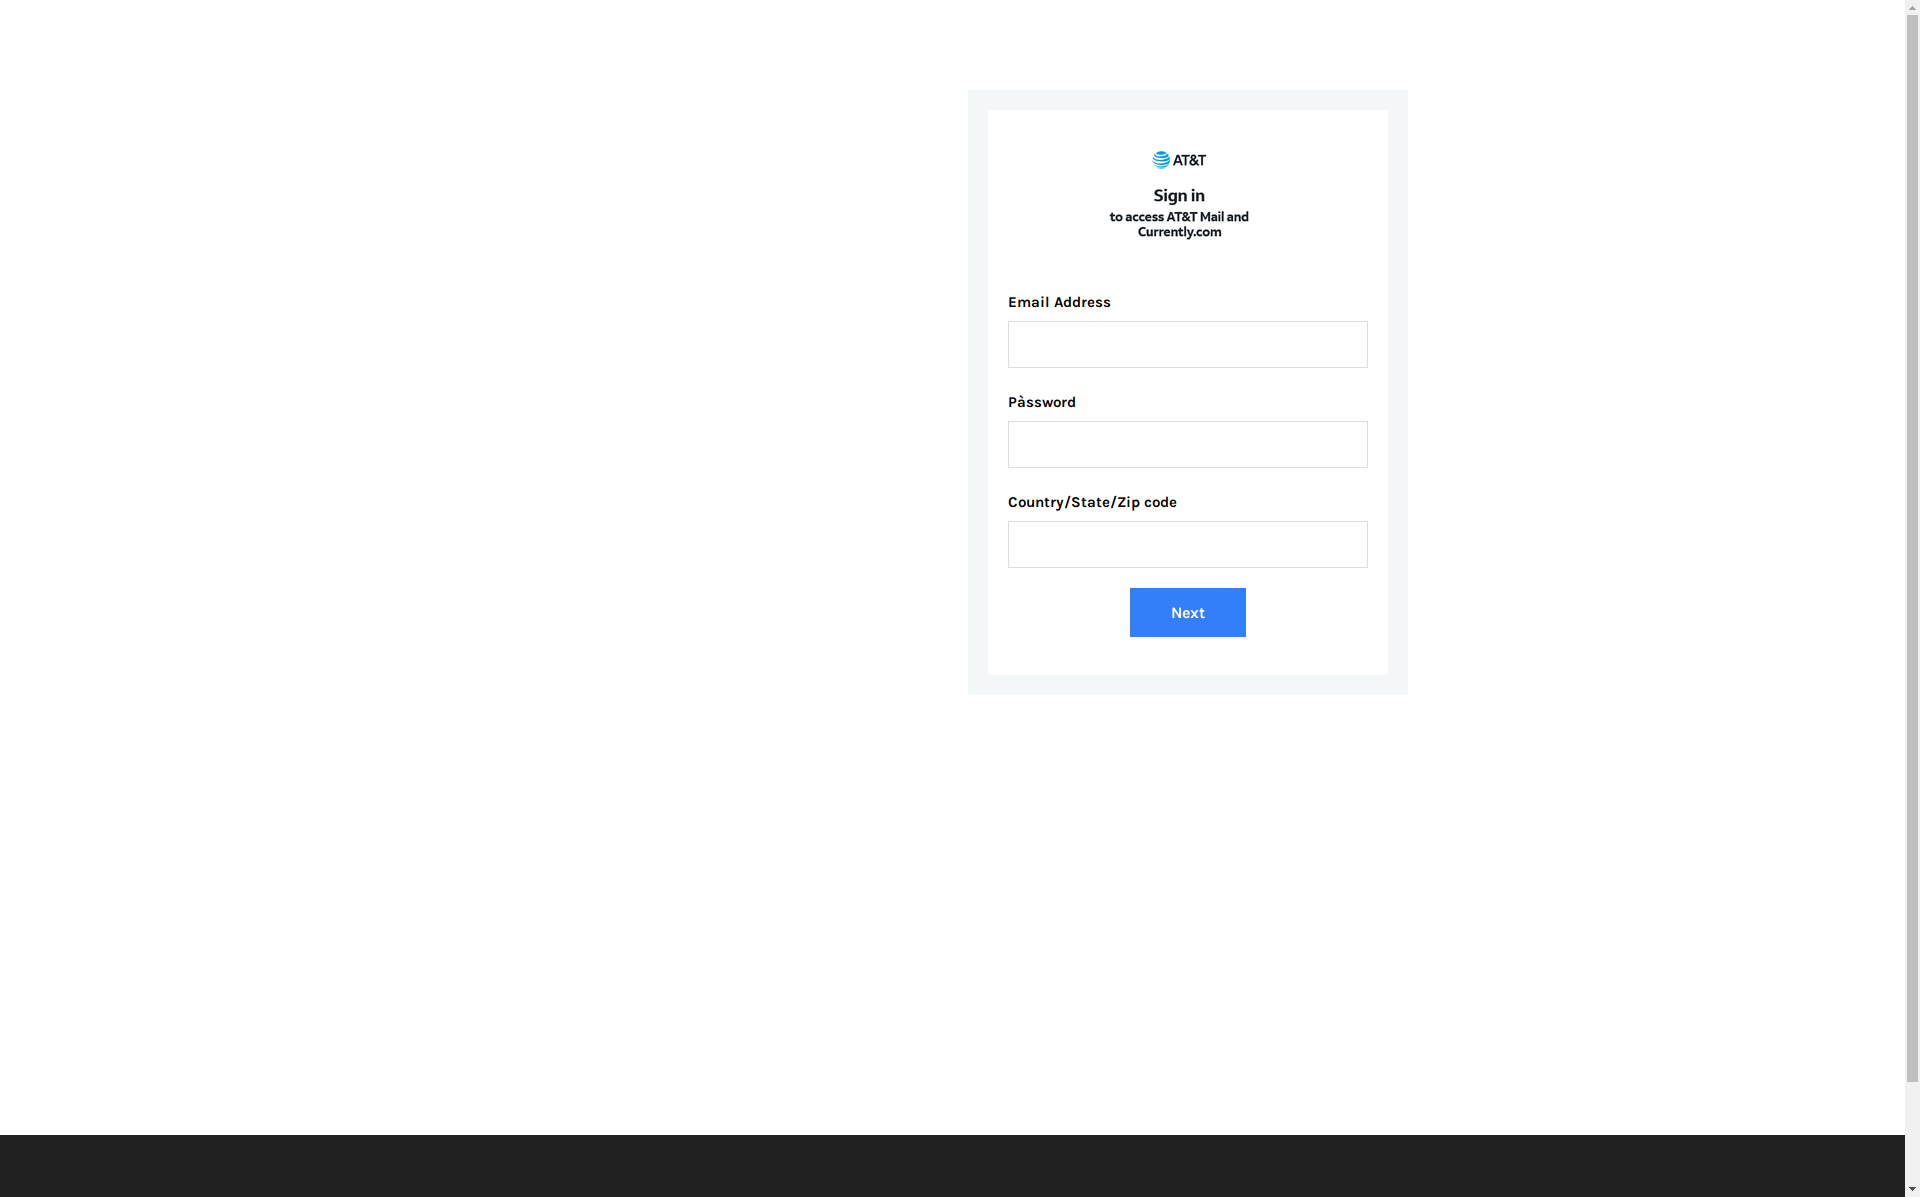 AT&T
Sign in
to access AT&T Mail and
Currently.com
Email Address
Pàssword
Country/State/Zip code
Next